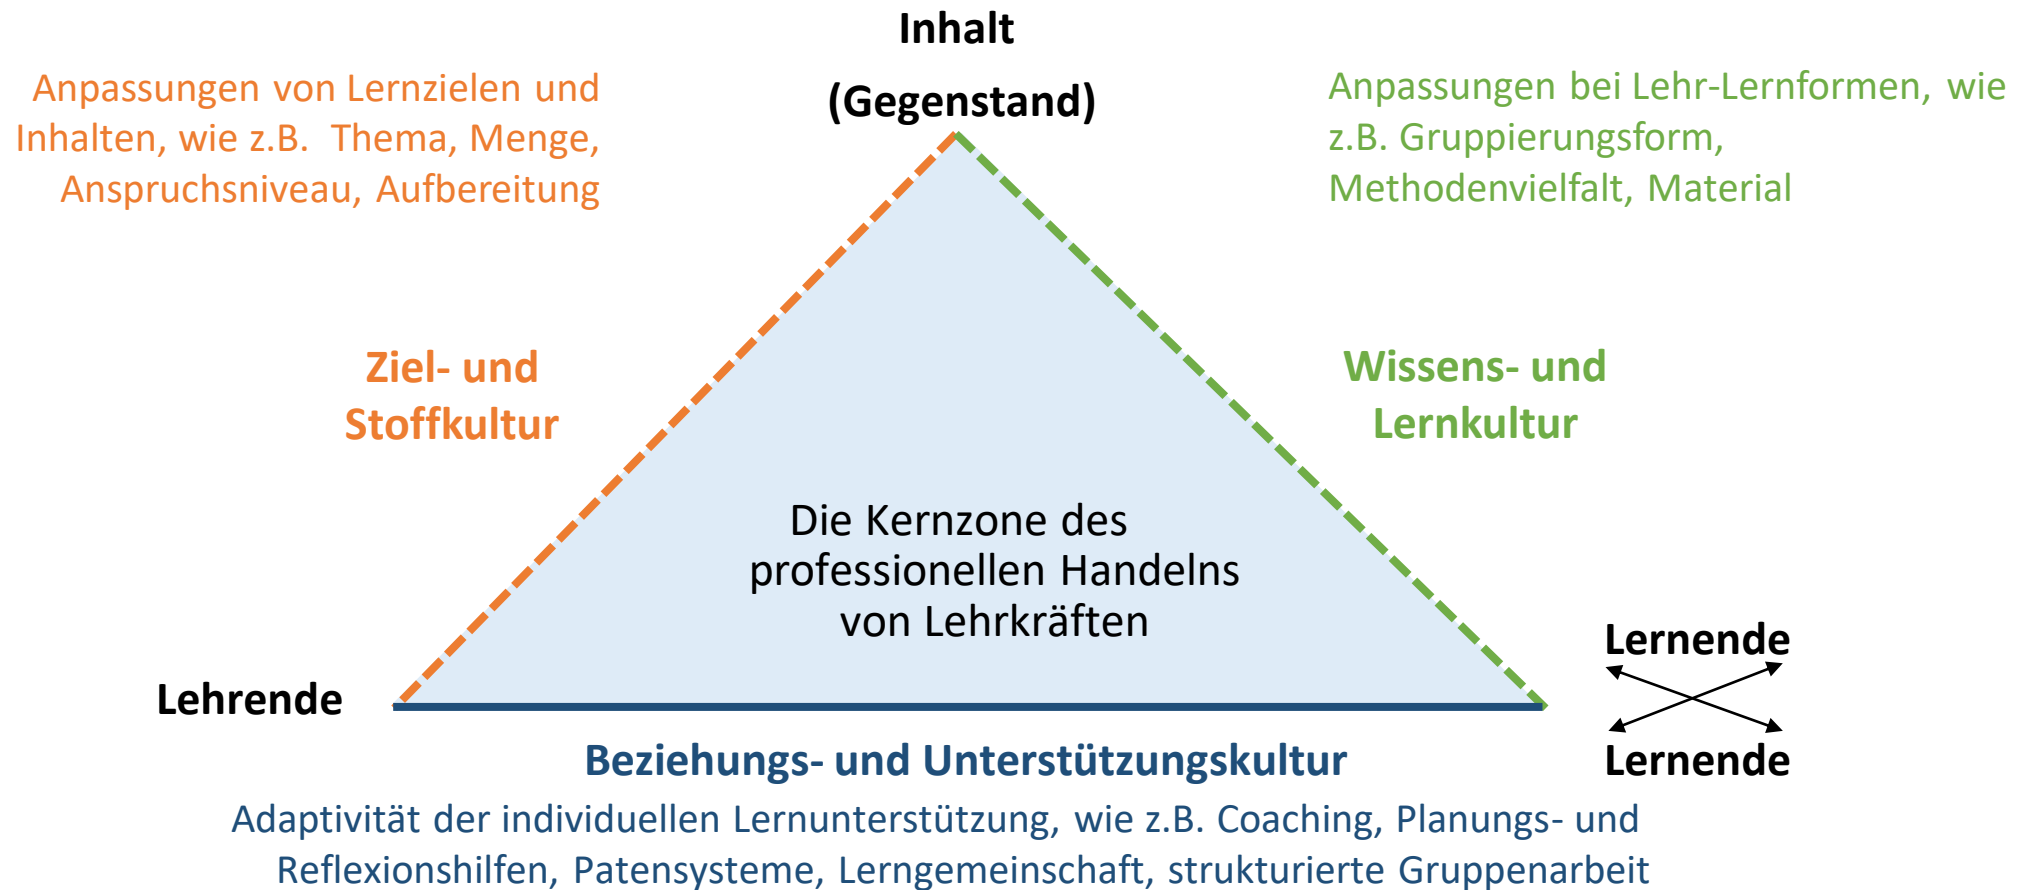 Inhalt
(Gegenstand)
Anpassungen von Lernzielen und
Inhalten, wie z.B. Thema, Menge,
Anspruchsniveau, Aufbereitung
Anpassungen bei Lehr-Lernformen, wie
z.B. Gruppierungsform,
Methodenvielfalt, Material
Ziel- und
Stoffkultur
Wissens- und
Lernkultur
Die Kernzone des
professionellen Handelns
von Lehrkräften
Lehrende
Lernende
Lernende
Beziehungs- und Unterstützungskultur
Adaptivität der individuellen Lernunterstützung, wie z.B. Coaching, Planungs- und
Reflexionshilfen, Patensysteme, Lerngemeinschaft, strukturierte Gruppenarbeit